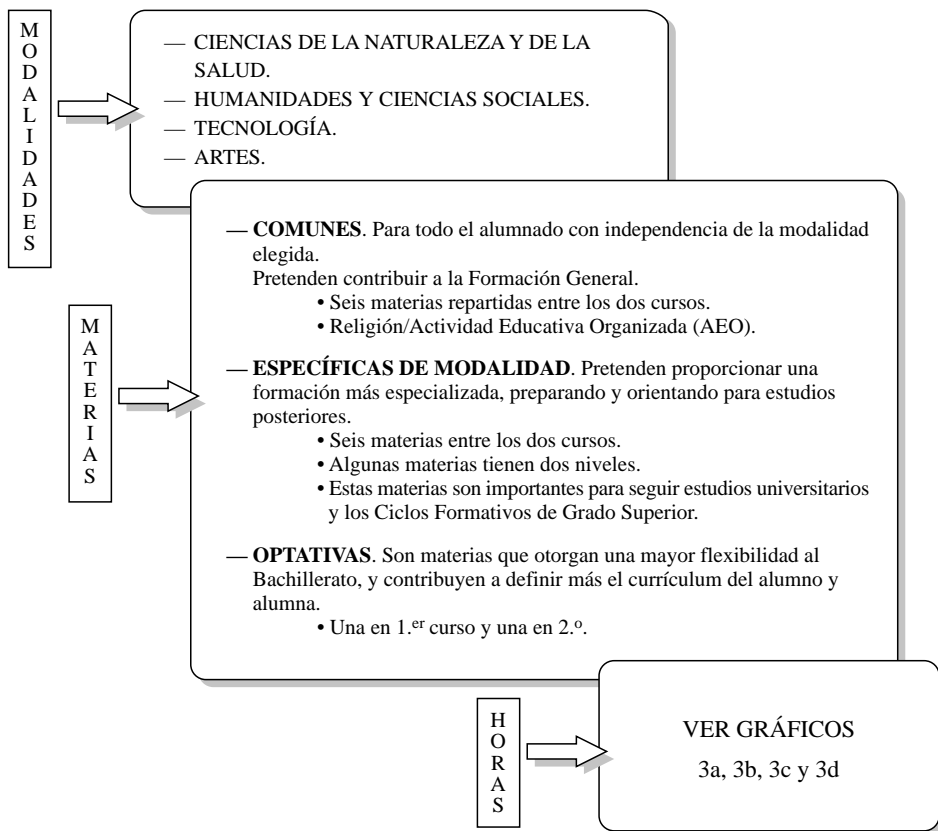 MODALIDADES
— CIENCIAS DE LA NATURALEZA Y DE LA
SALUD.
— HUMANIDADES Y CIENCIAS SOCIALES.
— TECNOLOGÍA.
— ARTES.
MATERIAS
— COMUNES. Para todo el alumnado con independencia de la modalidad
elegida.
Pretenden contribuir a la Formación General.
• Seis materias repartidas entre los dos cursos.
• Religión/Actividad Educativa Organizada (AEO).
— ESPECÍFICAS DE MODALIDAD. Pretenden proporcionar una
formación más especializada, preparando y orientando para estudios
posteriores.
• Seis materias entre los dos cursos.
• Algunas materias tienen dos niveles.
• Estas materias son importantes para seguir estudios universitarios
y los Ciclos Formativos de Grado Superior.
— OPTATIVAS. Son materias que otorgan una mayor flexibilidad al
Bachillerato, y contribuyen a definir más el currículum del alumno y
alumna.
• Una en 1.er curso y una en 2.º.
HORAS
VER GRÁFICOS
3a, 3b, 3c y 3d